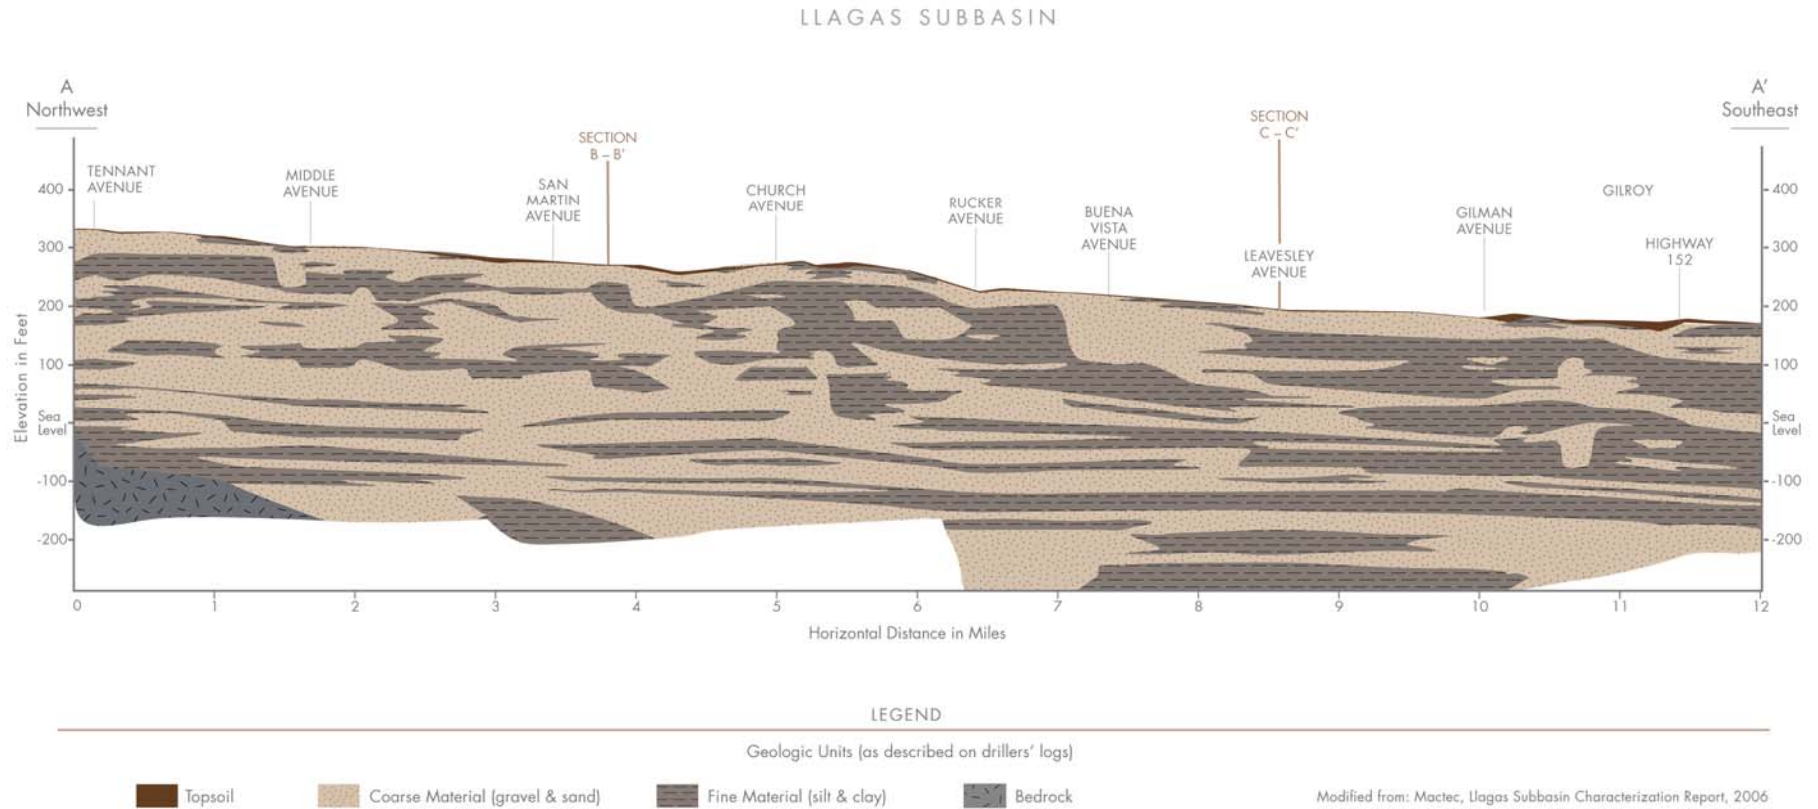 LLAGAS SUBBASIN
A
Northwest
A'
Southeast
SECTION
B – B'
SECTION
C – C'
TENNANT
AVENUE
MIDDLE
AVENUE
SAN
MARTIN
AVENUE
CHURCH
AVENUE
RUCKER
AVENUE
BUENA
VISTA
AVENUE
LEAVESLEY
AVENUE
GILMAN
AVENUE
GILROY
HIGHWAY
152
Elevation in Feet
400
300
200
100
Sea
Level
-100
-200
400
300
200
100
Sea
Level
-100
-200
0 1 2 3 4 5 6 7 8 9 10 11 12
Horizontal Distance in Miles
LEGEND
Geologic Units (as described on drillers' logs)
Topsoil Coarse Material (gravel & sand) Fine Material (silt & clay) Bedrock Modified from: Mactec, Llagas Subbasin Characterization Report, 2006